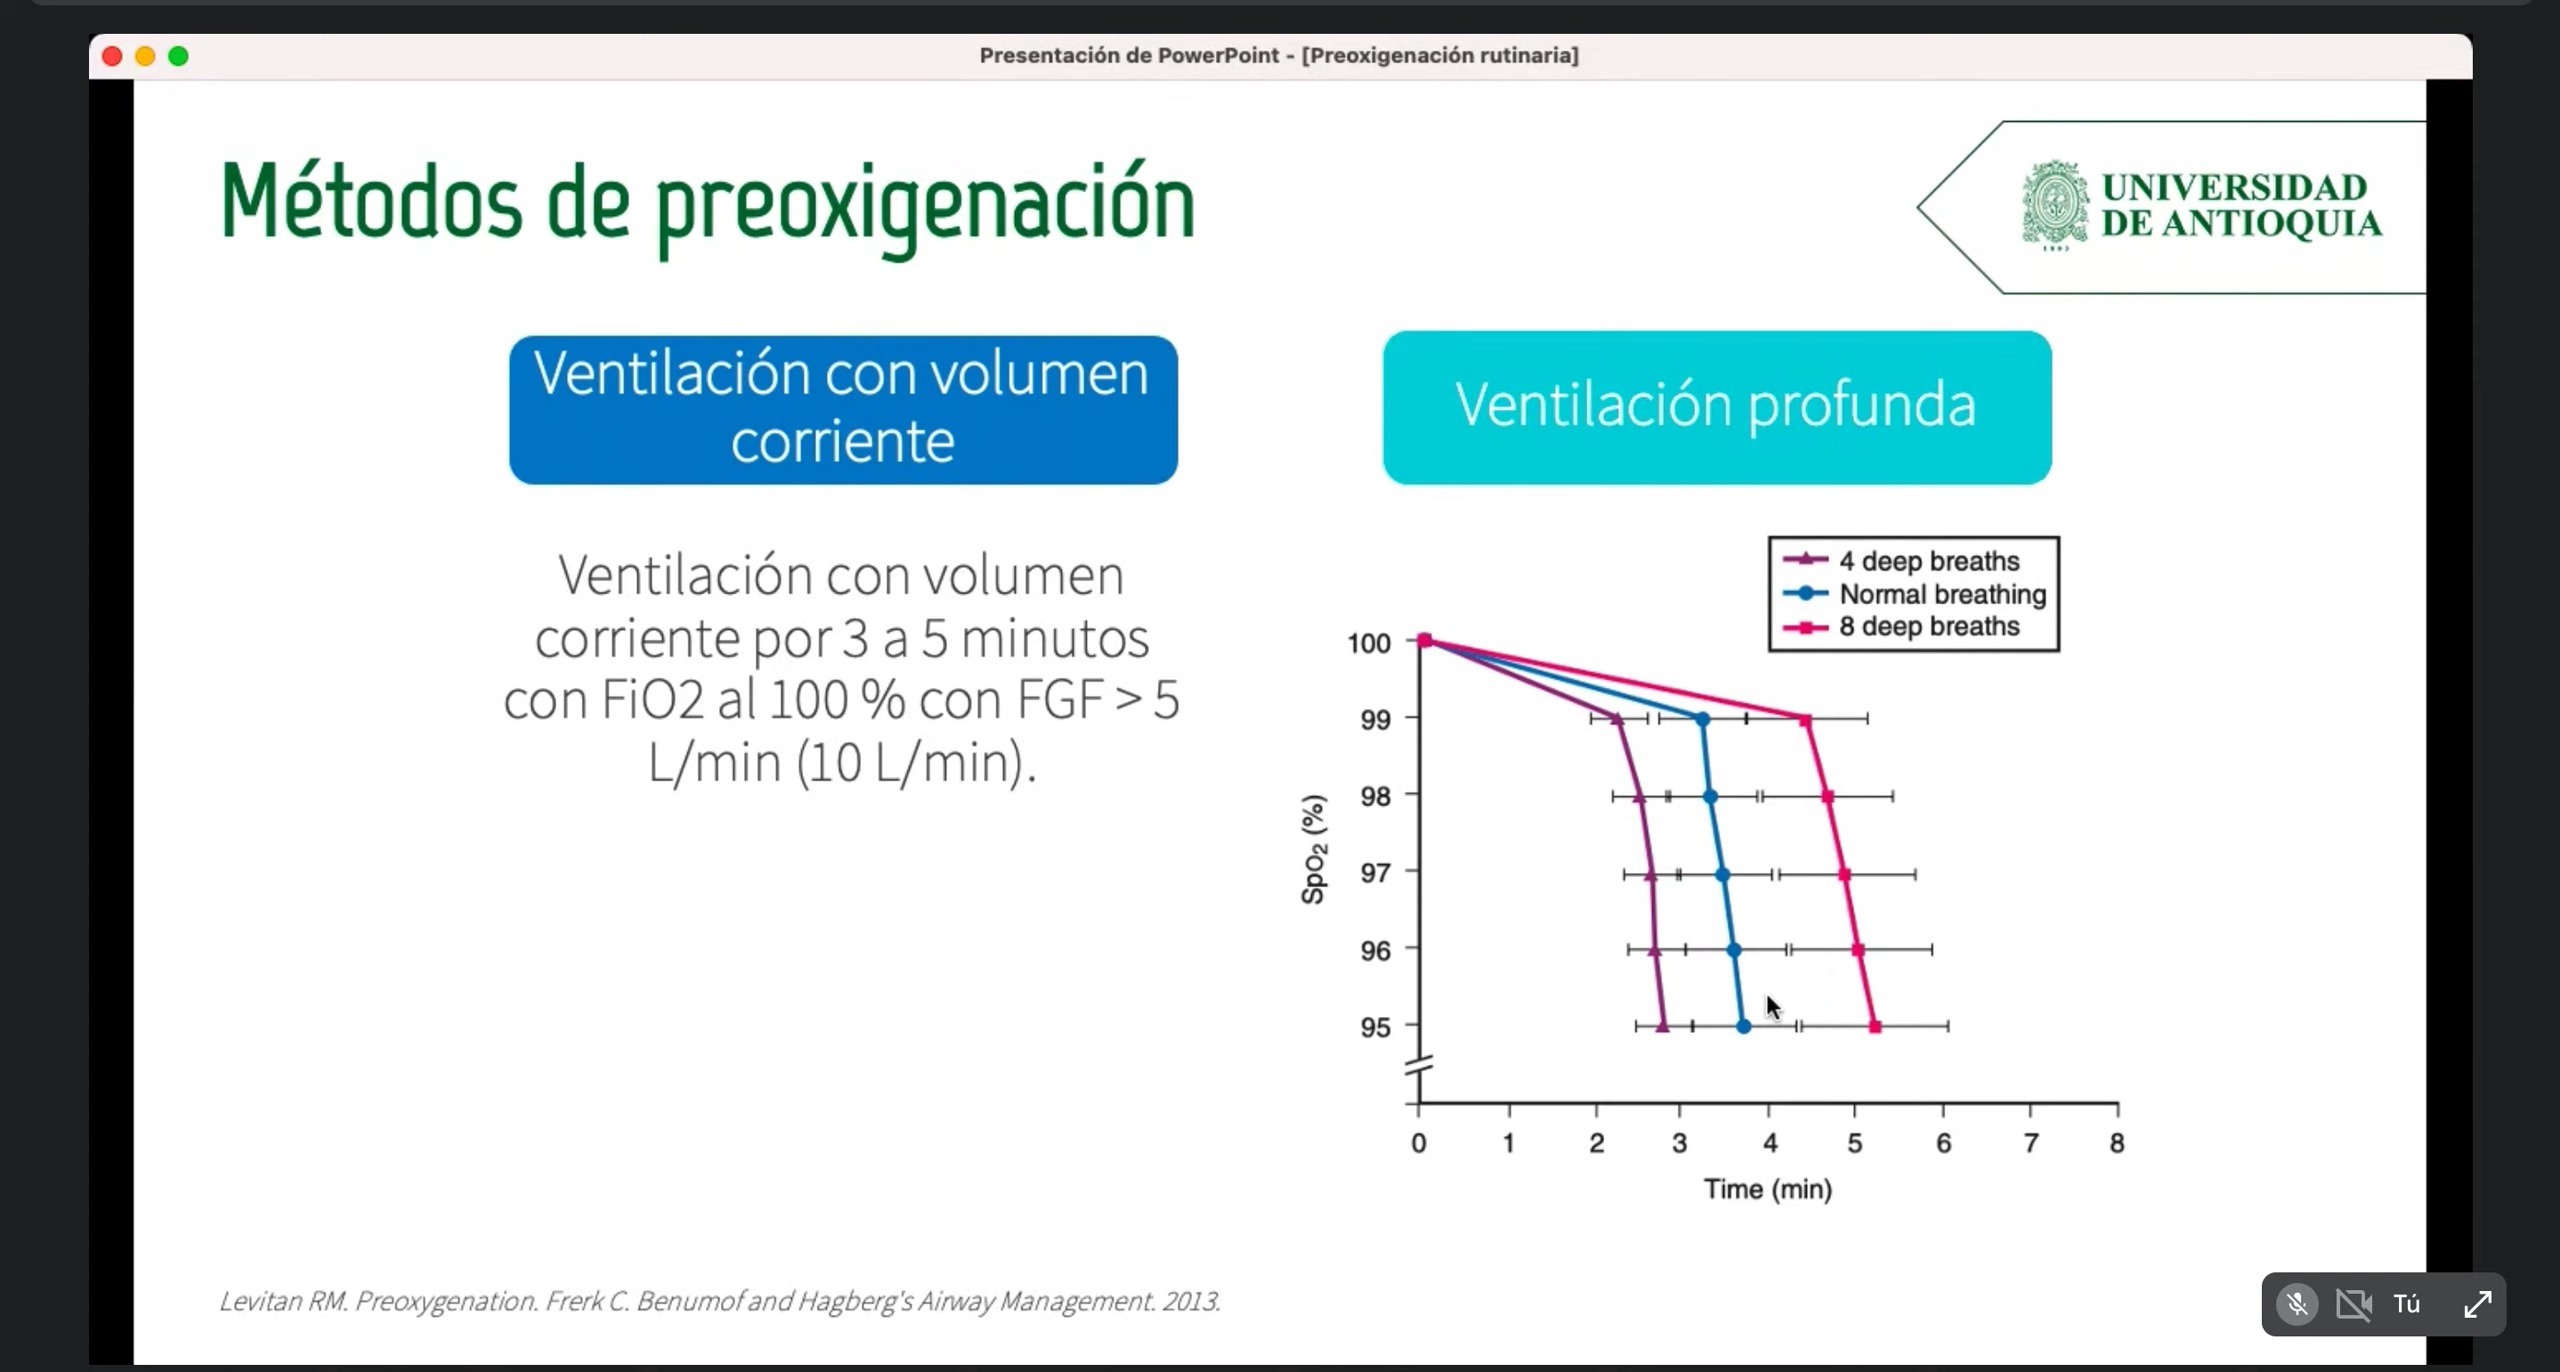 Presentación de PowerPoint - [Preoxigenación rutinaria]
Métodos de preoxigenación
UNIVERSIDAD
DE ANTIOQUIA
1803
Ventilación con volumen
corriente
Ventilación con volumen
corriente por 3 a 5 minutos
con FiO2 al 100 % con FGF > 5
L/min (10 L/min).
Ventilación profunda
4 deep breaths
Normal breathing
8 deep breaths
100
99
98
97
96
95
SpO₂ (%)
0 1 2 3 4 5 6 7 8
Time (min)
Levitan RM. Preoxygenation. Frerk C. Benumof and Hagberg's Airway Management. 2013.
Tú